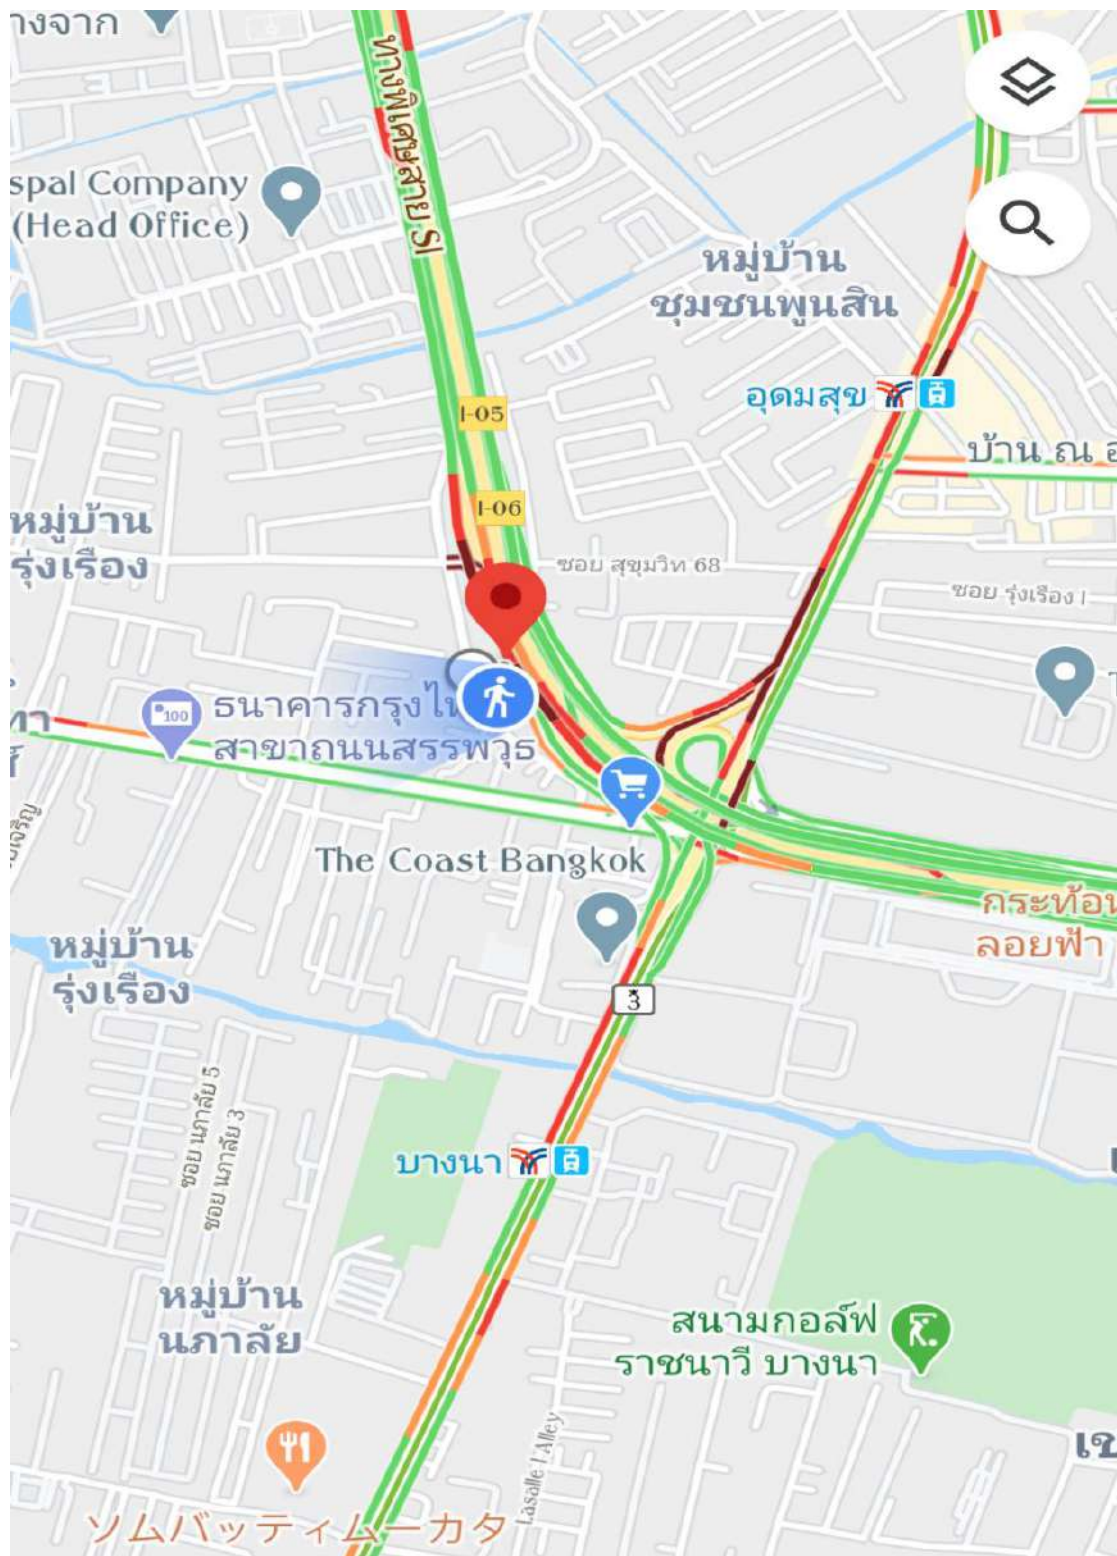 างจาก
ทางพิเศษสาย S1
spal Company
(Head Office)
หมู่บ้าน
ชุมชนพูนสิน
อุดมสุข
1-05
บ้าน ณ
1-06
หมู่บ้าน
รุ่งเรือง
ซอย สุขุมวิท 68
ซอย รุ่งเรือง 1
100
ธนาคารกรุงไท
สาขาถนนสรรพาวุธ
The Coast Bangkok
กระท้อน
ลอยฟ้า
หมู่บ้าน
รุ่งเรือง
3
ซอย นภาลัย 5
ซอย นภาลัย 3
บางนา
หมู่บ้าน
นภาลัย
สนามกอล์ฟ
ราชนาวี บางนา
Lasalle 1 Alley
เข
ソムバッティムーカタ